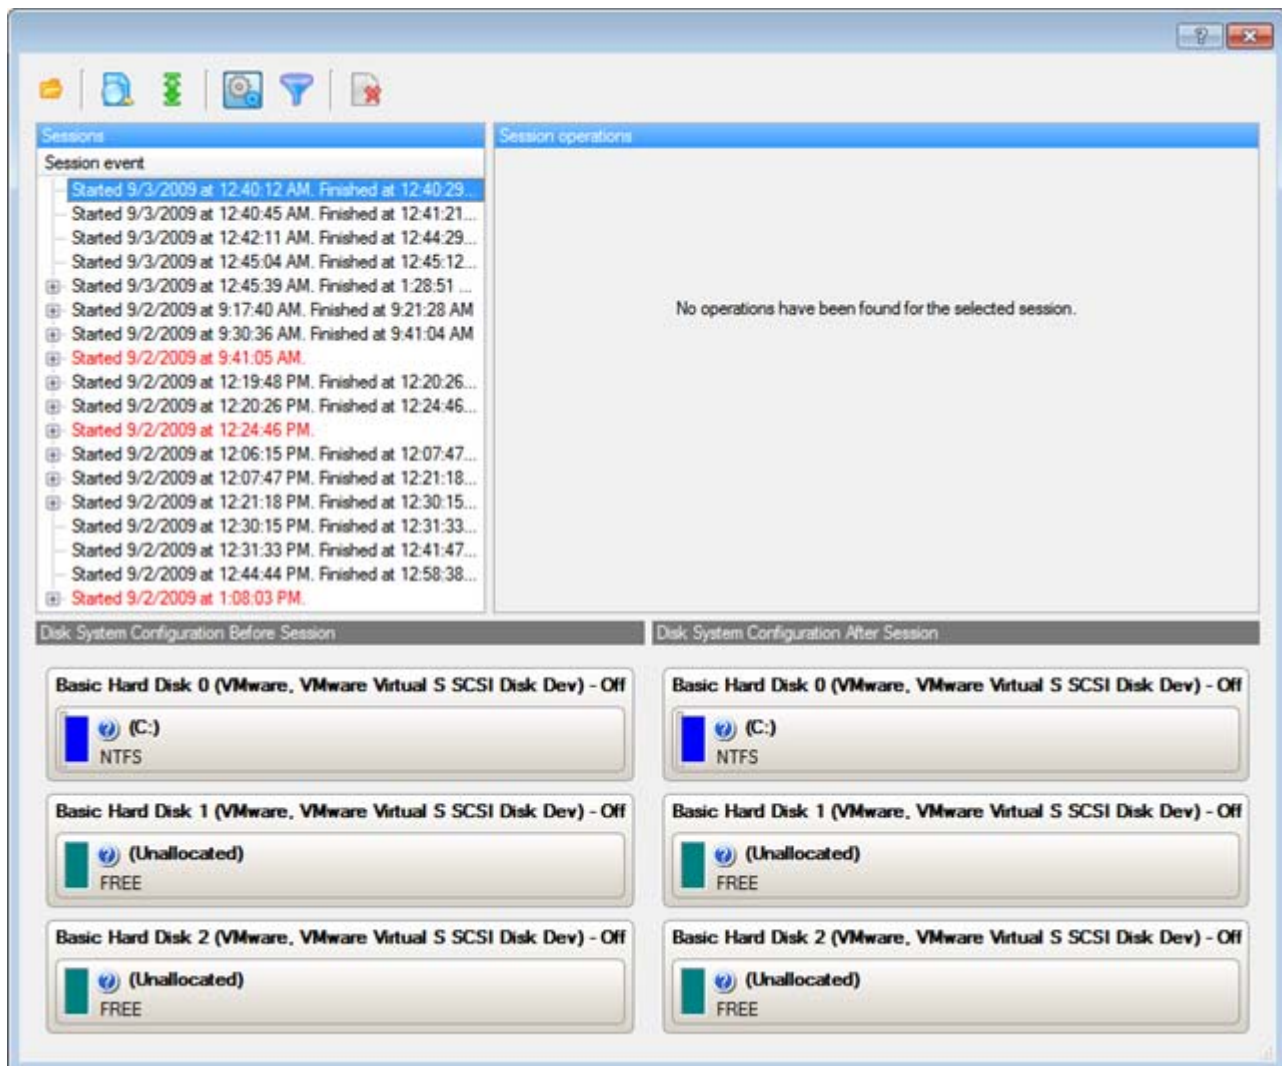 Sessions
Session event
Started 9/3/2009 at 12:40:12 AM. Finished at 12:40:29...
Started 9/3/2009 at 12:40:45 AM. Finished at 12:41:21...
Started 9/3/2009 at 12:42:11 AM. Finished at 12:44:29...
Started 9/3/2009 at 12:45:04 AM. Finished at 12:45:12...
Started 9/3/2009 at 12:45:39 AM. Finished at 1:28:51 ...
Started 9/2/2009 at 9:17:40 AM. Finished at 9:21:28 AM
Started 9/2/2009 at 9:30:36 AM. Finished at 9:41:04 AM
Started 9/2/2009 at 9:41:05 AM.
Started 9/2/2009 at 12:19:48 PM. Finished at 12:20:26...
Started 9/2/2009 at 12:20:26 PM. Finished at 12:24:46...
Started 9/2/2009 at 12:24:46 PM.
Started 9/2/2009 at 12:06:15 PM. Finished at 12:07:47...
Started 9/2/2009 at 12:07:47 PM. Finished at 12:21:18...
Started 9/2/2009 at 12:21:18 PM. Finished at 12:30:15...
Started 9/2/2009 at 12:30:15 PM. Finished at 12:31:33...
Started 9/2/2009 at 12:31:33 PM. Finished at 12:41:47...
Started 9/2/2009 at 12:44:44 PM. Finished at 12:58:38...
Started 9/2/2009 at 1:08:03 PM.
Session operations
No operations have been found for the selected session.
Disk System Configuration Before Session
Basic Hard Disk 0 (VMware, VMware Virtual S SCSI Disk Dev) - Off
(C:)
NTFS
Basic Hard Disk 1 (VMware, VMware Virtual S SCSI Disk Dev) - Off
(Unallocated)
FREE
Basic Hard Disk 2 (VMware, VMware Virtual S SCSI Disk Dev) - Off
(Unallocated)
FREE
Disk System Configuration After Session
Basic Hard Disk 0 (VMware, VMware Virtual S SCSI Disk Dev) - Off
(C:)
NTFS
Basic Hard Disk 1 (VMware, VMware Virtual S SCSI Disk Dev) - Off
(Unallocated)
FREE
Basic Hard Disk 2 (VMware, VMware Virtual S SCSI Disk Dev) - Off
(Unallocated)
FREE